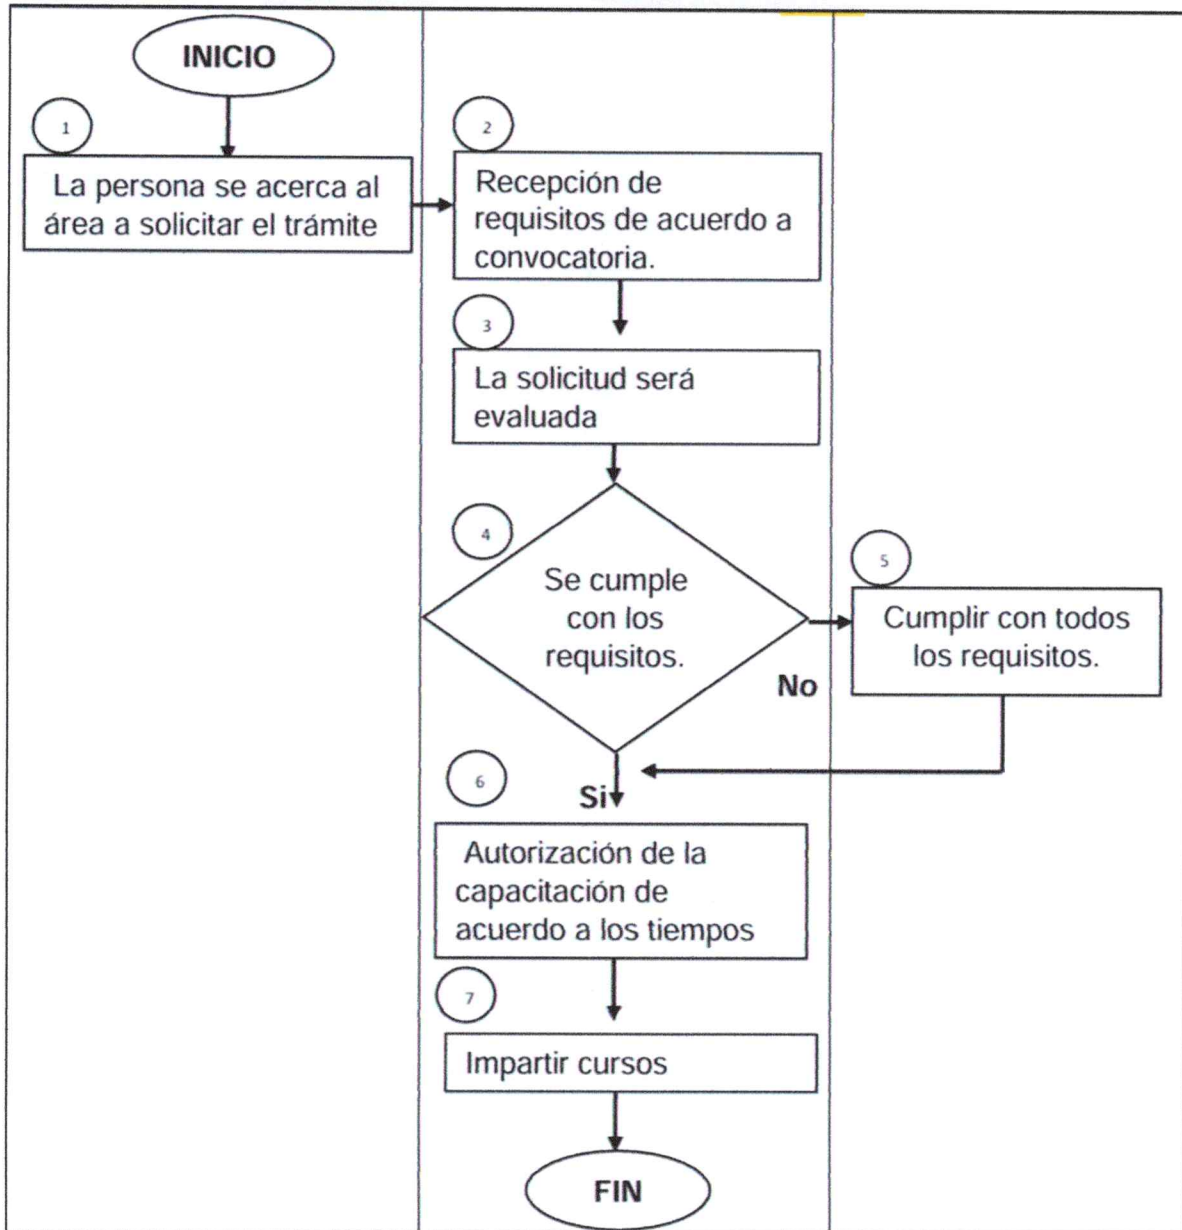 INICIO
1
La persona se acerca al
área a solicitar el trámite
2
Recepción de
requisitos de acuerdo a
convocatoria.
3
La solicitud será
evaluada
4
Se cumple
con los
requisitos.
No
5
Cumplir con todos
los requisitos.
Si
6
Autorización de la
capacitación de
acuerdo a los tiempos
7
Impartir cursos
FIN